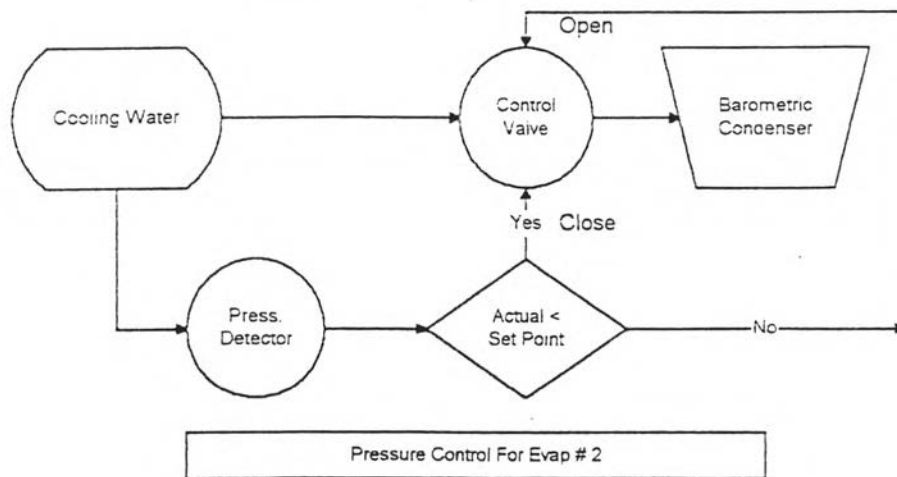 Open
Cooling Water
Control
Valve
Barometric
Condenser
Yes Close
Press.
Detector
Actual <
Set Point
No
Pressure Control For Evap # 2